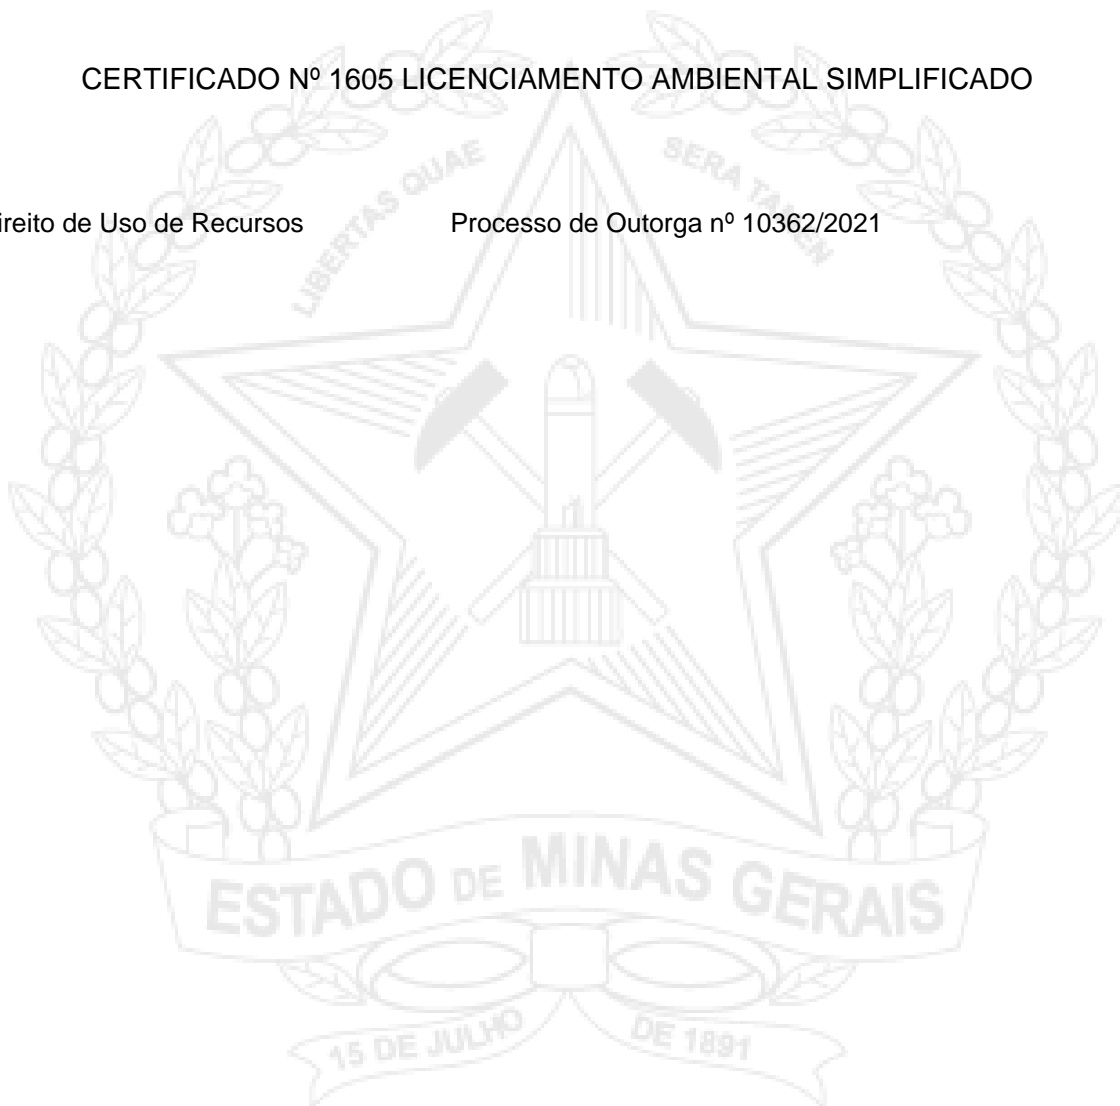 CERTIFICADO Nº 1605 LICENCIAMENTO AMBIENTAL SIMPLIFICADO
LIBERTAS QUAE SERA TAMEN
ireito de Uso de Recursos Processo de Outorga nº 10362/2021
ESTADO DE MINAS GERAIS
15 DE JULHO DE 1891